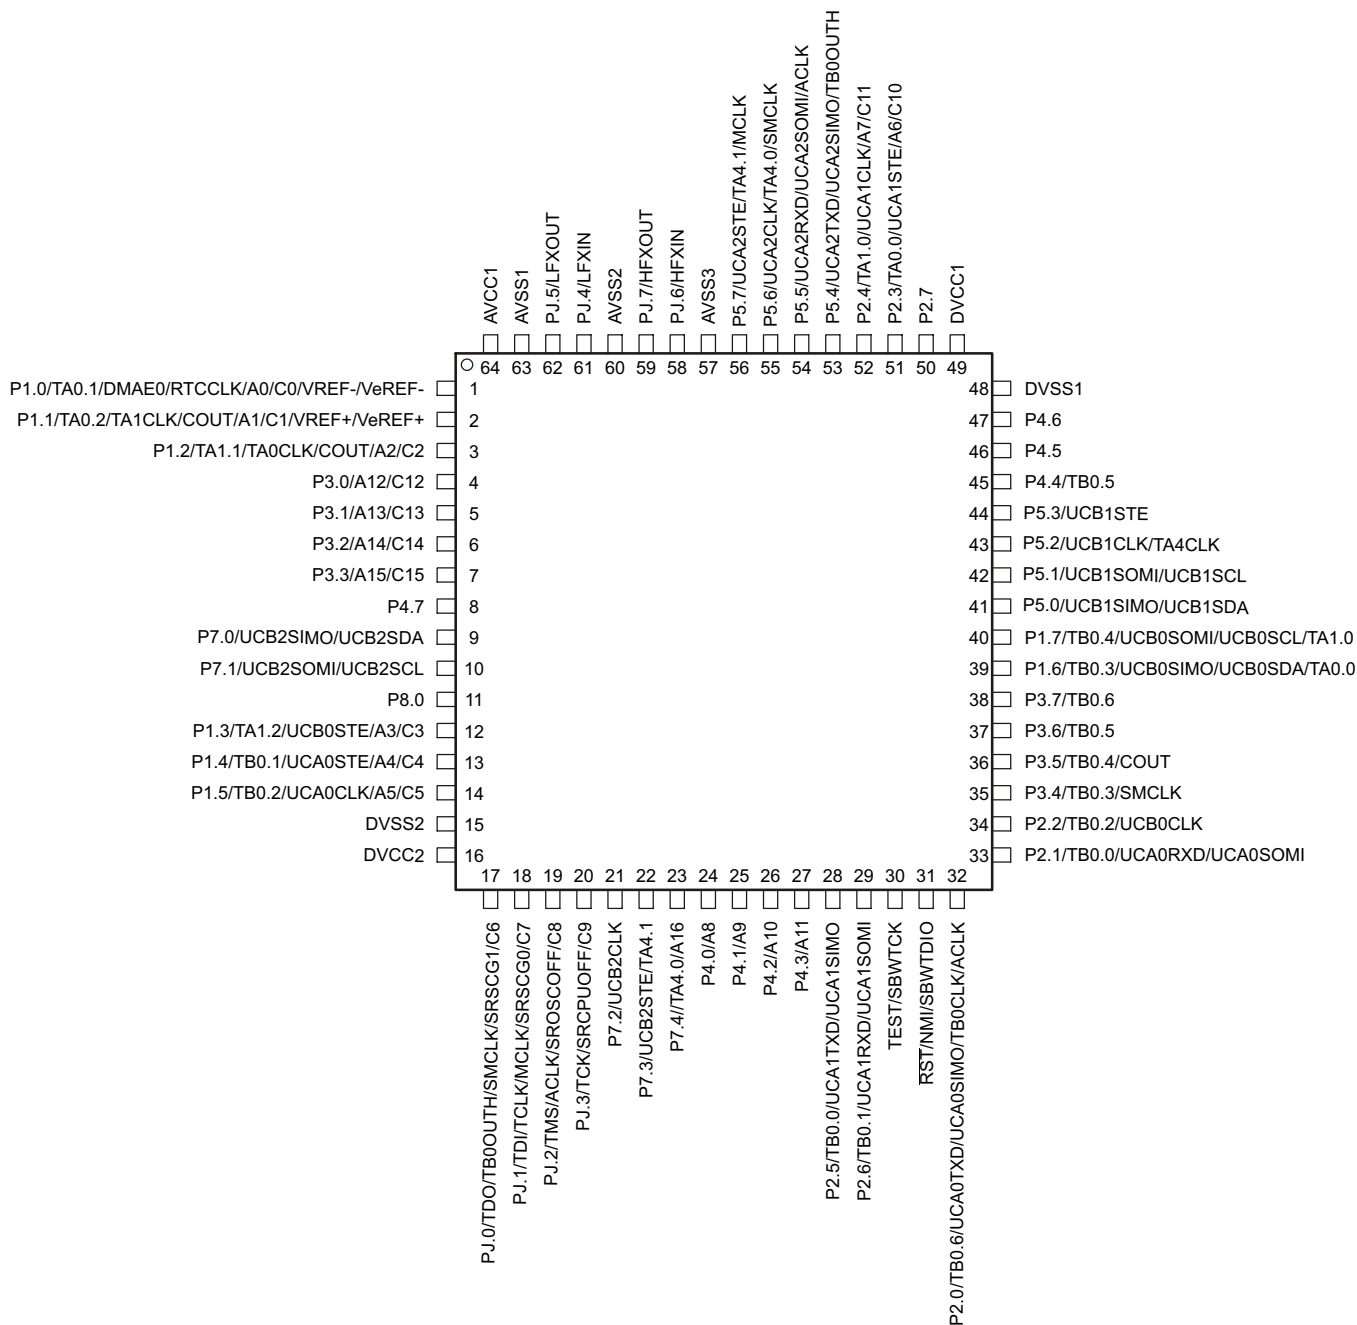 AVCC1
AVSS1
PJ.5/LFXOUT
PJ.4/LFXIN
AVSS2
PJ.7/HFXOUT
PJ.6/HFXIN
AVSS3
P5.7/UCA2STE/TA4.1/MCLK
P5.6/UCA2CLK/TA4.0/SMCLK
P5.5/UCA2RXD/UCA2SOMI/ACLK
P5.4/UCA2TXD/UCA2SIMO/TB0OUTH
P2.4/TA1.0/UCA1CLK/A7/C11
P2.3/TA0.0/UCA1STE/A6/C10
P2.7
DVCC1
64 63 62 61 60 59 58 57 56 55 54 53 52 51 50 49
P1.0/TA0.1/DMAE0/RTCCLK/A0/C0/VREF-/VeREF- 1
P1.1/TA0.2/TA1CLK/COUT/A1/C1/VREF+/VeREF+ 2
P1.2/TA1.1/TA0CLK/COUT/A2/C2 3
P3.0/A12/C12 4
P3.1/A13/C13 5
P3.2/A14/C14 6
P3.3/A15/C15 7
P4.7 8
P7.0/UCB2SIMO/UCB2SDA 9
P7.1/UCB2SOMI/UCB2SCL 10
P8.0 11
P1.3/TA1.2/UCB0STE/A3/C3 12
P1.4/TB0.1/UCA0STE/A4/C4 13
P1.5/TB0.2/UCA0CLK/A5/C5 14
DVSS2 15
DVCC2 16
48 DVSS1
47 P4.6
46 P4.5
45 P4.4/TB0.5
44 P5.3/UCB1STE
43 P5.2/UCB1CLK/TA4CLK
42 P5.1/UCB1SOMI/UCB1SCL
41 P5.0/UCB1SIMO/UCB1SDA
40 P1.7/TB0.4/UCB0SOMI/UCB0SCL/TA1.0
39 P1.6/TB0.3/UCB0SIMO/UCB0SDA/TA0.0
38 P3.7/TB0.6
37 P3.6/TB0.5
36 P3.5/TB0.4/COUT
35 P3.4/TB0.3/SMCLK
34 P2.2/TB0.2/UCB0CLK
33 P2.1/TB0.0/UCA0RXD/UCA0SOMI
17 18 19 20 21 22 23 24 25 26 27 28 29 30 31 32
PJ.0/TDO/TB0OUTH/SMCLK/SRSCG1/C6
PJ.1/TDI/TCLK/MCLK/SRSCG0/C7
PJ.2/TMS/ACLK/SROSCOFF/C8
PJ.3/TCK/SRCPUOFF/C9
P7.2/UCB2CLK
P7.3/UCB2STE/TA4.1
P7.4//TA4.0/A16
P4.0/A8
P4.1/A9
P4.2/A10
P4.3/A11
P2.5/TB0.0/UCA1TXD/UCA1SIMO
P2.6/TB0.1/UCA1RXD/UCA1SOMI
TEST/SBWTCK
RST/NMI/SBWTDIO
P2.0/TB0.6/UCA0TXD/UCA0SIMO/TB0CLK/ACLK